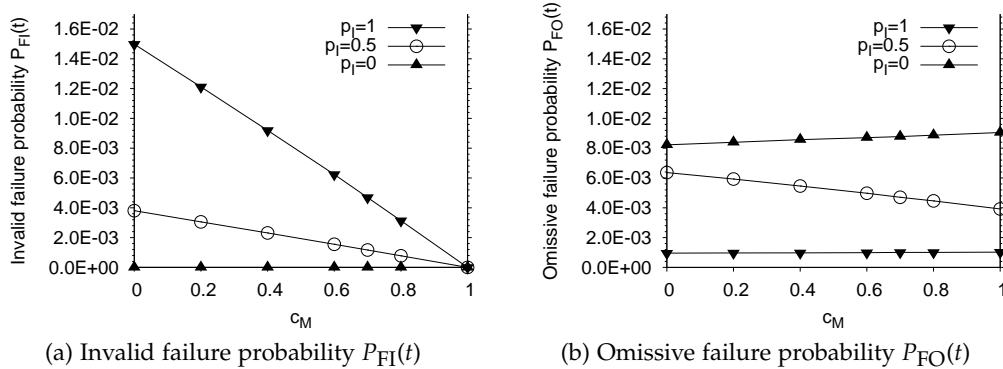 Invalid failure probability P_FI(t)
1.6E-02
1.4E-02
1.2E-02
1.0E-02
8.0E-03
6.0E-03
4.0E-03
2.0E-03
0.0E+00
0 0.2 0.4 0.6 0.8 1
c_M
p_I=1
p_I=0.5
p_I=0
(a) Invalid failure probability P_FI(t)
Omissive failure probability P_FO(t)
1.6E-02
1.4E-02
1.2E-02
1.0E-02
8.0E-03
6.0E-03
4.0E-03
2.0E-03
0.0E+00
0 0.2 0.4 0.6 0.8 1
c_M
p_I=1
p_I=0.5
p_I=0
(b) Omissive failure probability P_FO(t)